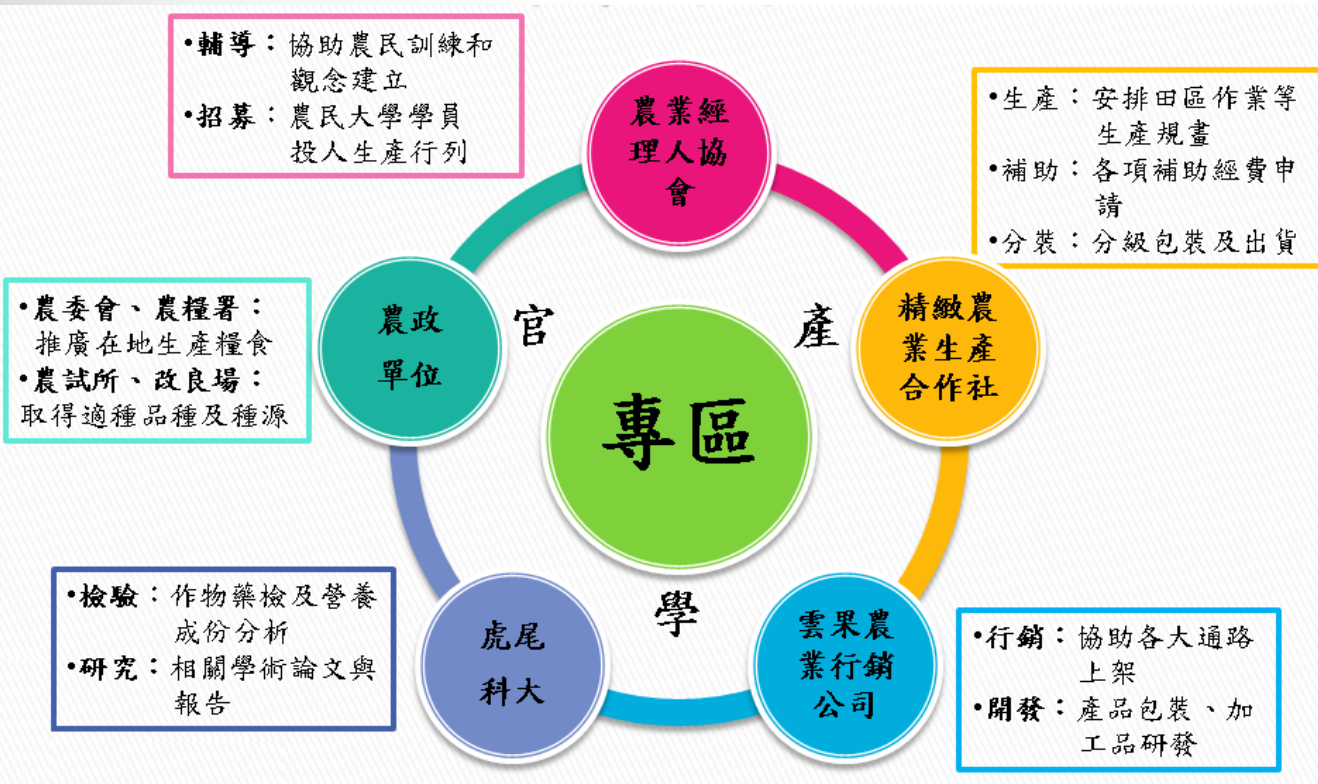 •輔導：協助農民訓練和
觀念建立
•招募：農民大學學員
投人生產行列
農業經
理人協
會
•生產：安排田區作業等
生產規畫
•補助：各項補助經費申
請
•分裝：分級包裝及出貨
•農委會、農糧署：
推廣在地生產糧食
•農試所、改良場：
取得適種品種及種源
農政
單位
官
產
精緻農
業生產
合作社
專區
學
•檢驗：作物藥檢及營養
成份分析
•研究：相關學術論文與
報告
虎尾
科大
雲果農
業行銷
公司
•行銷：協助各大通路
上架
•開發：產品包裝、加
工品研發